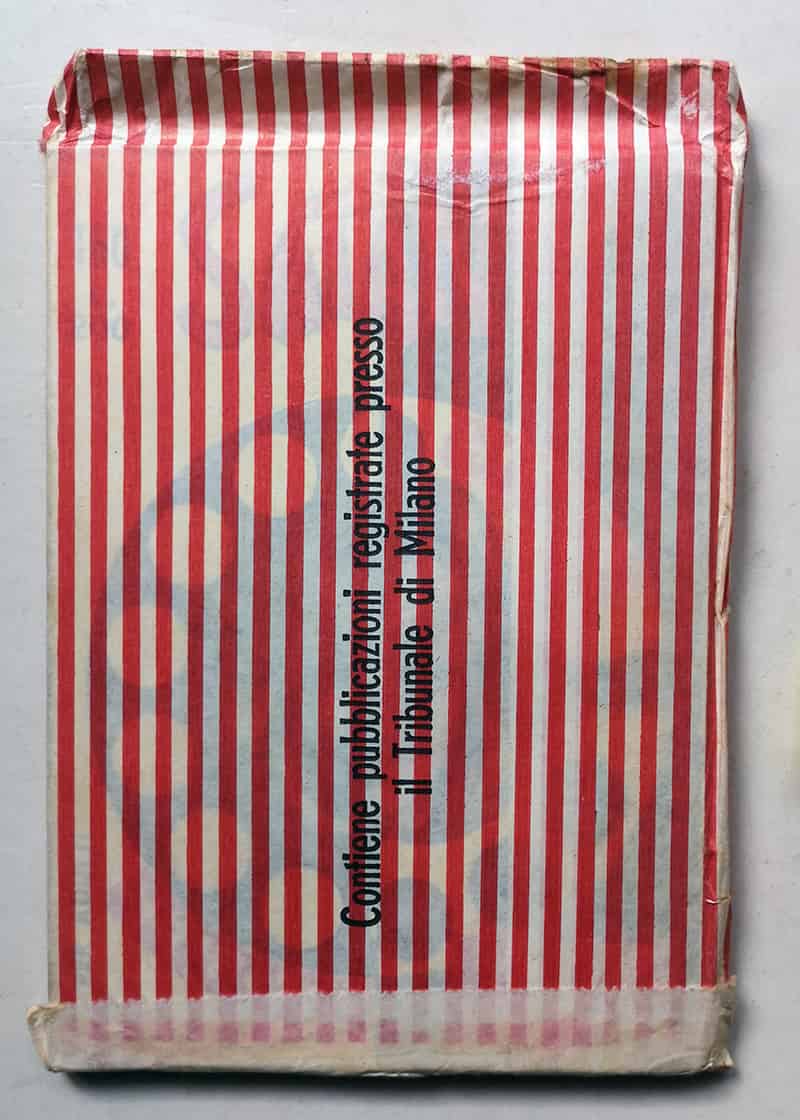 Contiene pubblicazioni registrate presso
il Tribunale di Milano